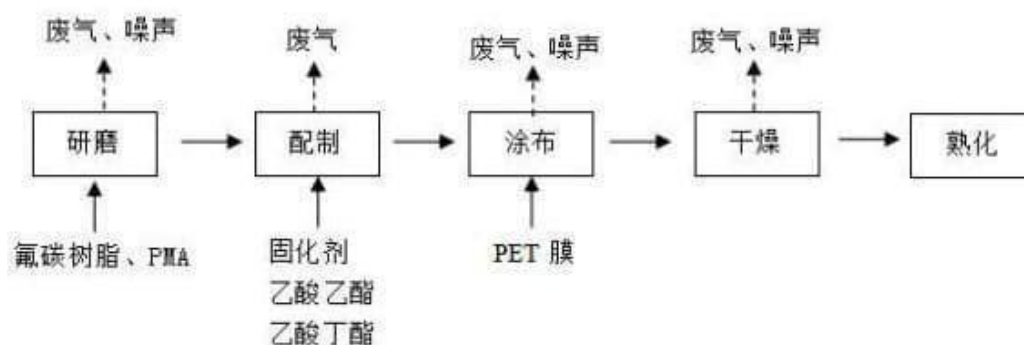 废气、噪声
废气
废气、噪声
废气、噪声
研磨
配制
涂布
干燥
熟化
氟碳树脂、PMA
固化剂
乙酸乙酯
乙酸丁酯
PET 膜